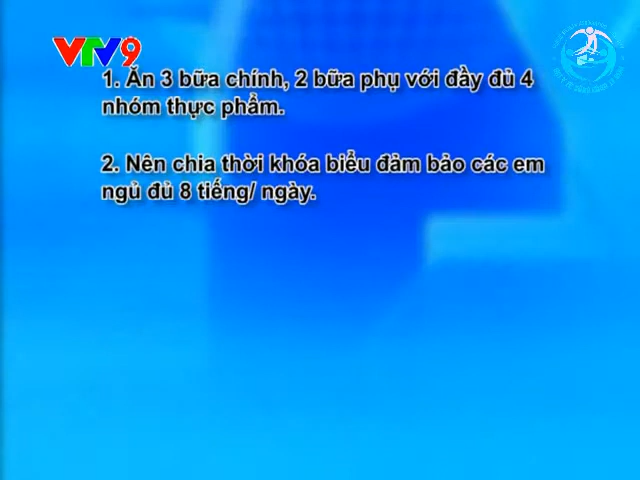 VTV9
1. Ăn 3 bữa chính, 2 bữa phụ với đầy đủ 4
nhóm thực phẩm.
2. Nên chia thời khóa biểu đảm bảo các em
ngủ đủ 8 tiếng/ ngày.